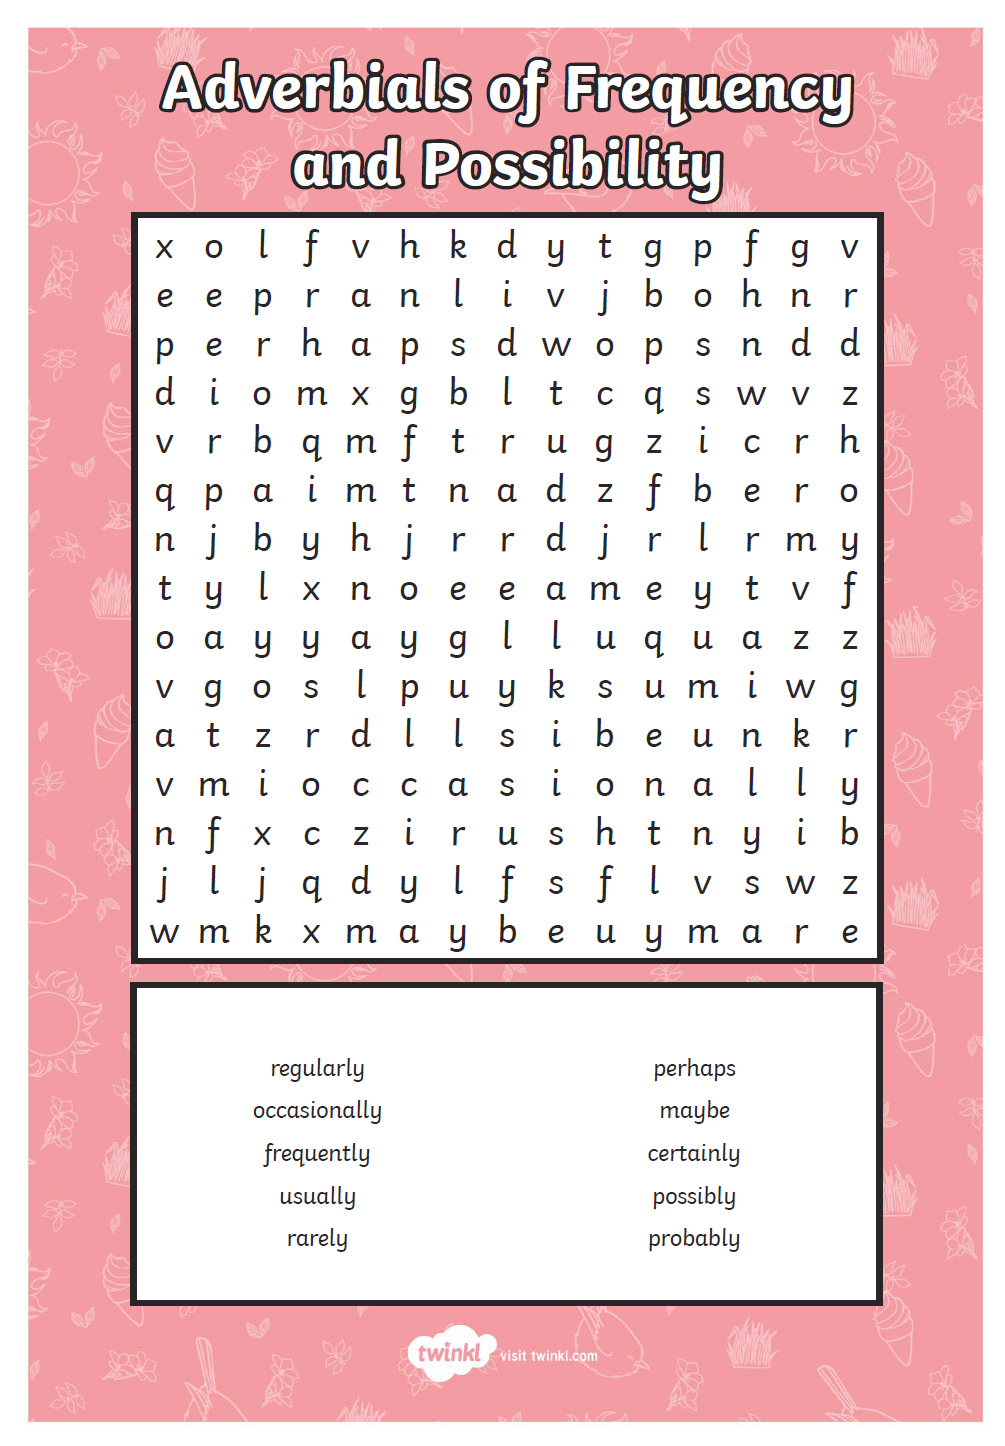 Adverbials of Frequency
and Possibility
x o l f v h k d y t g p f g v
e e p r a n l i v j b o h n r
p e r h a p s d w o p s n d d
d i o m x g b l t c q s w v z
v r b q m f t r u g z i c r h
q p a i m t n a d z f b e r o
n j b y h j r r d j r l r m y
t y l x n o e e a m e y t v f
o a y y a y g l l u q u a z z
v g o s l p u y k s u m i w g
a t z r d l l s i b e u n k r
v m i o c c a s i o n a l l y
n f x c z i r u s h t n y i b
j l j q d y l f s f l v s w z
w m k x m a y b e u y m a r e
regularly
occasionally
frequently
usually
rarely
perhaps
maybe
certainly
possibly
probably
twinkl visit twinkl.com